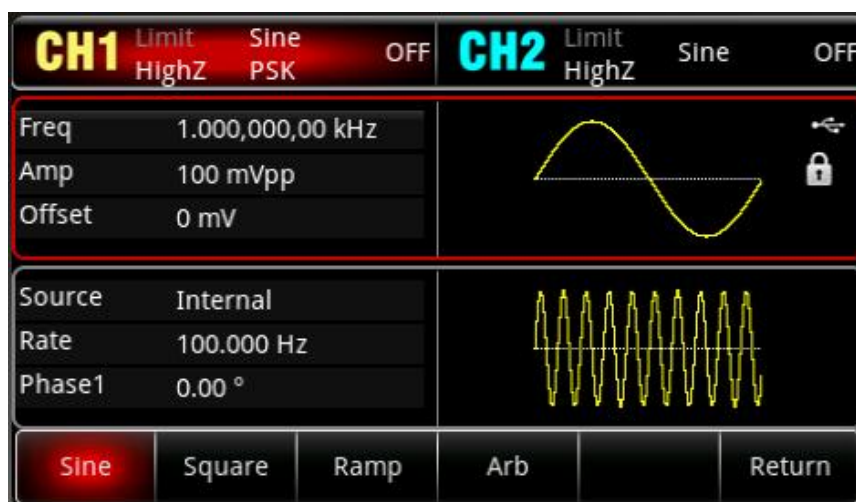 CH1 Limit Sine OFF CH2 Limit Sine OFF
HighZ PSK HighZ
Freq 1.000,000,00 kHz
Amp 100 mVpp
Offset 0 mV
Source Internal
Rate 100.000 Hz
Phase1 0.00 °
Sine Square Ramp Arb Return